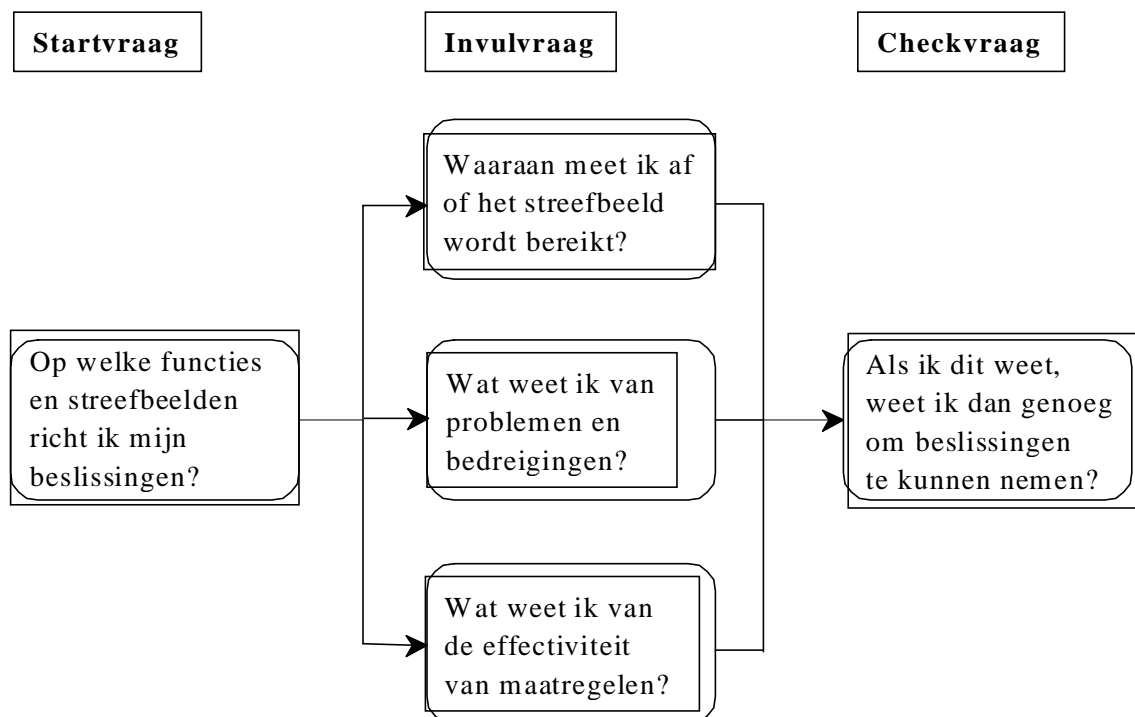 Startvraag
Invulvraag
Checkvraag
Op welke functies
en streefbeelden
richt ik mijn
beslissingen?
Waaraan meet ik af
of het streefbeeld
wordt bereikt?
Wat weet ik van
problemen en
bedreigingen?
Wat weet ik van
de effectiviteit
van maatregelen?
Als ik dit weet,
weet ik dan genoeg
om beslissingen
te kunnen nemen?